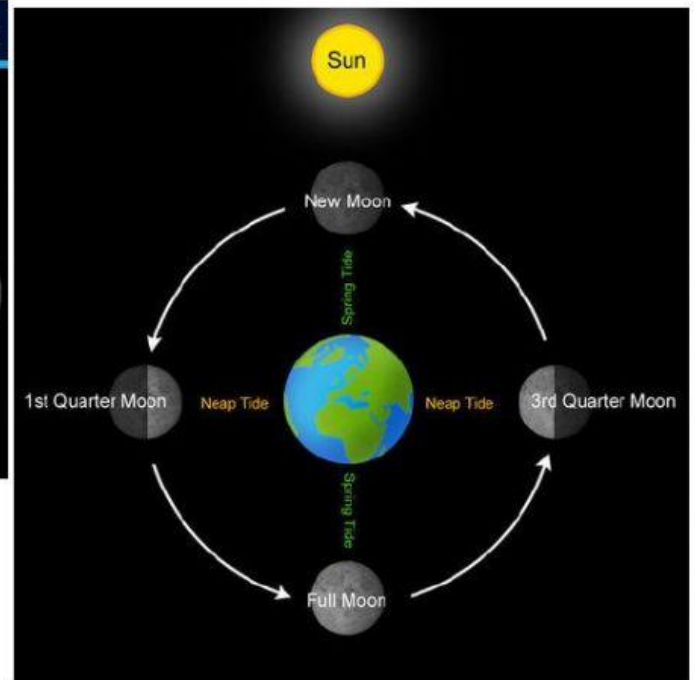 Sun
New Moon
Spring Tide
1st Quarter Moon
Neap Tide
Neap Tide
3rd Quarter Moon
Spring Tide
Full Moon